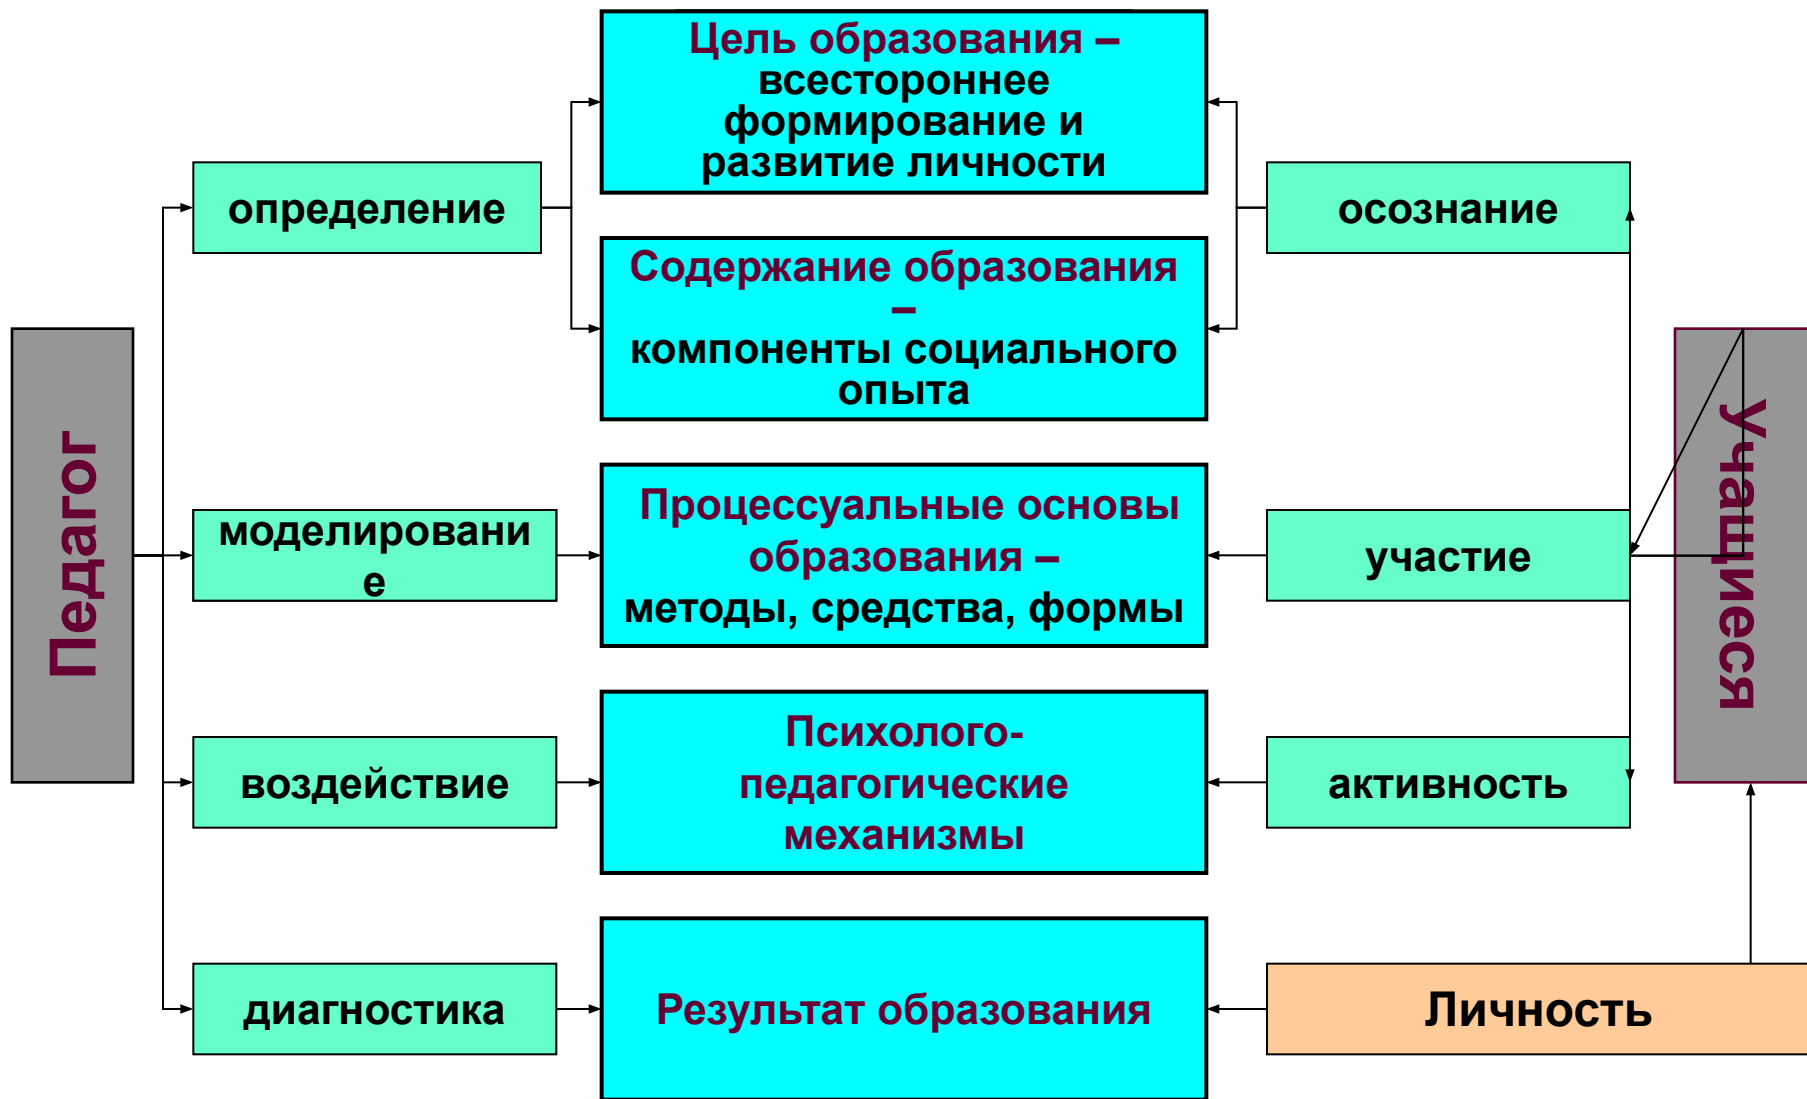 Цель образования –
всестороннее
формирование и
развитие личности
определение
осознание
Содержание образования
–
компоненты социального
опыта
Педагог
учащиеся
моделировани
е
Процессуальные основы
образования –
методы, средства, формы
участие
воздействие
Психолого-
педагогические
механизмы
активность
диагностика
Результат образования
Личность